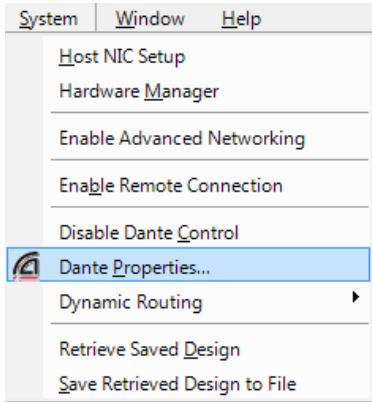 System Window Help
Host NIC Setup
Hardware Manager
Enable Advanced Networking
Enable Remote Connection
Disable Dante Control
Dante Properties...
Dynamic Routing
Retrieve Saved Design
Save Retrieved Design to File